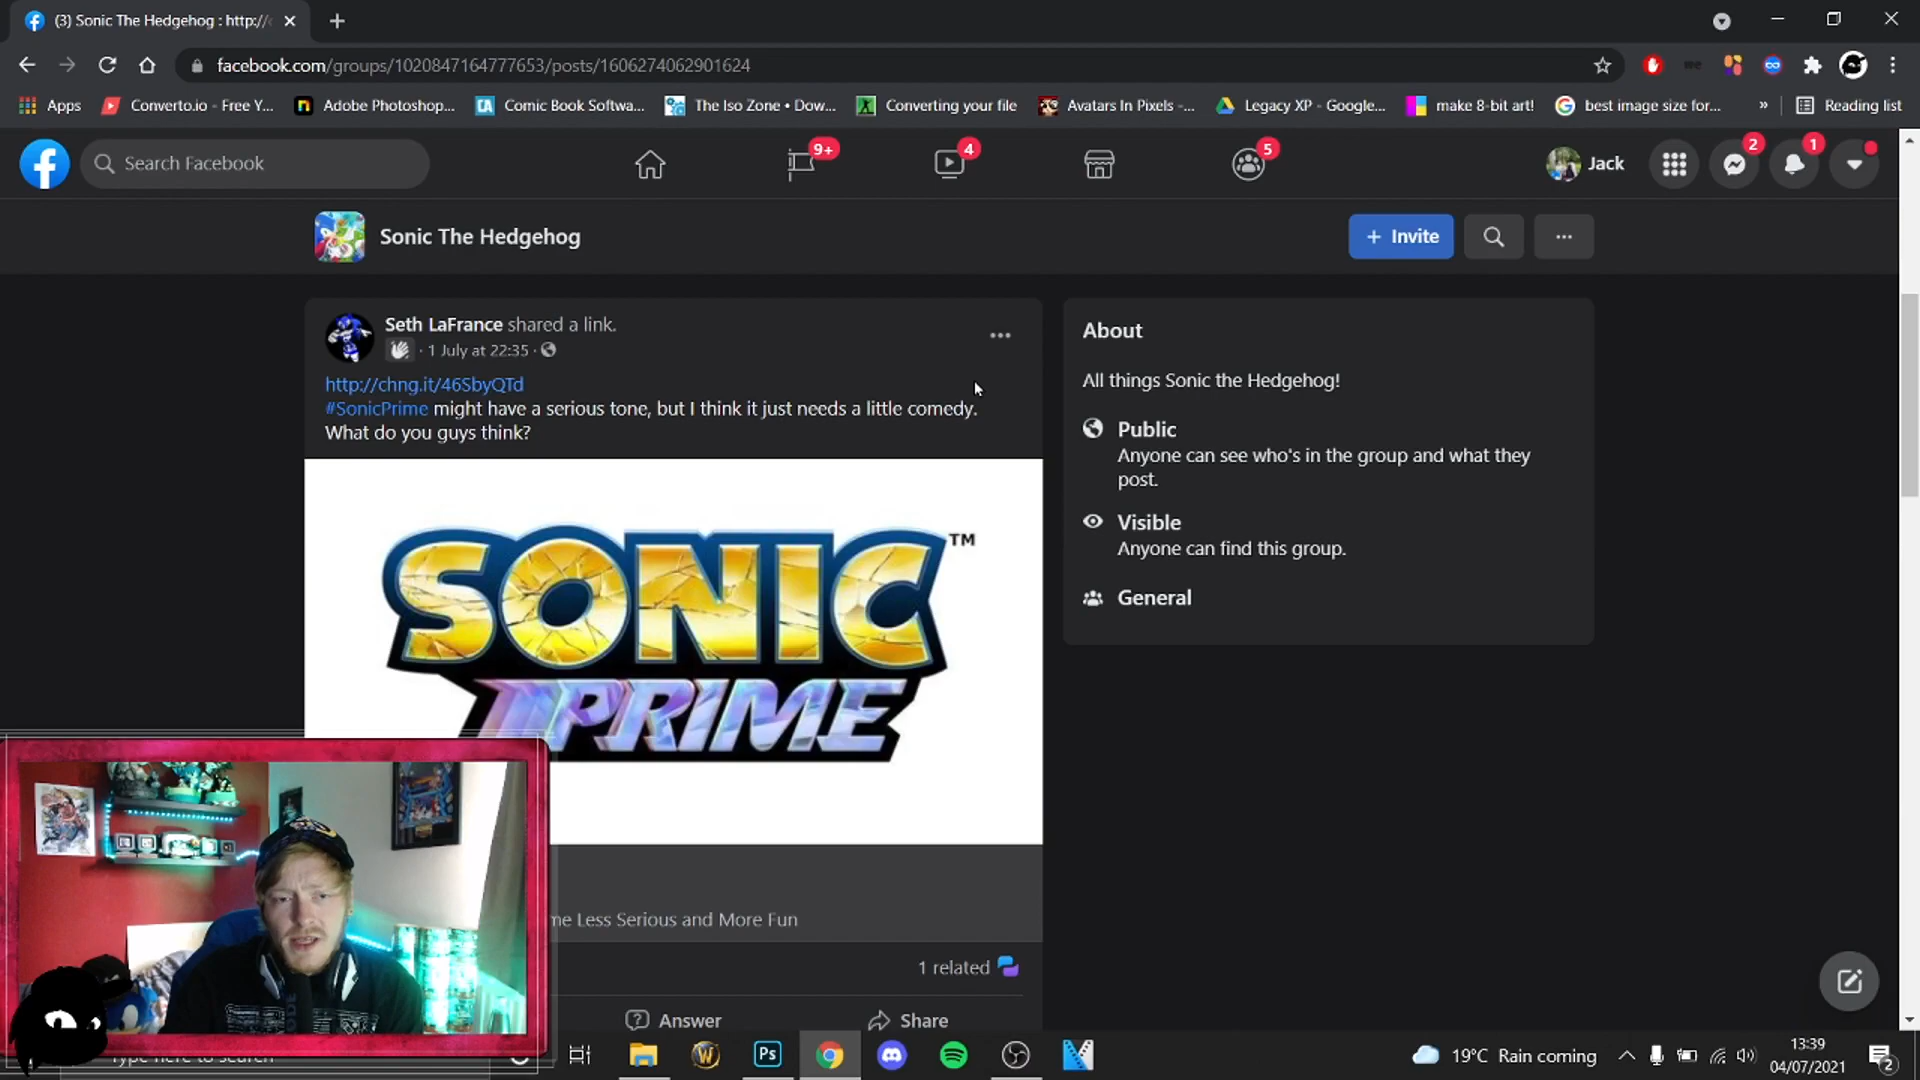 (3) Sonic The Hedgehog : http://
facebook.com/groups/1020847164777653/posts/1606274062901624
Apps Converto.io - Free Y... Adobe Photoshop... Comic Book Softwa... The Iso Zone • Dow... Converting your file Avatars In Pixels -... Legacy XP - Google... make 8-bit art! best image size for... » Reading list
Search Facebook 9+ 4 5 Jack 2 1
Sonic The Hedgehog + Invite
Seth LaFrance shared a link.
1 July at 22:35
http://chng.it/46SbyQTd
#SonicPrime might have a serious tone, but I think it just needs a little comedy.
What do you guys think?
SONIC TM
PRIME
me Less Serious and More Fun
1 related
Answer Share
About
All things Sonic the Hedgehog!
Public
Anyone can see who's in the group and what they
post.
Visible
Anyone can find this group.
General
Type here to search
Ps
19°C Rain coming
13:39
04/07/2021
2